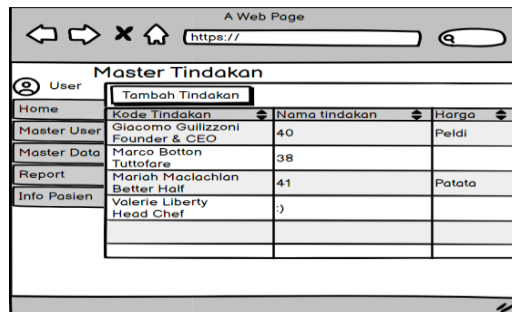 A Web Page
https://
Master Tindakan
User
Tambah Tindakan
Home
Master User
Master Data
Report
Info Pasien
Kode Tindakan Nama tindakan Harga
Giacomo Guilizzoni
Founder & CEO
40 Peldi
Marco Botton
Tuttofare
38
Mariah Maclachlan
Better Half
41 Patata
Valerie Liberty
Head Chef
:)